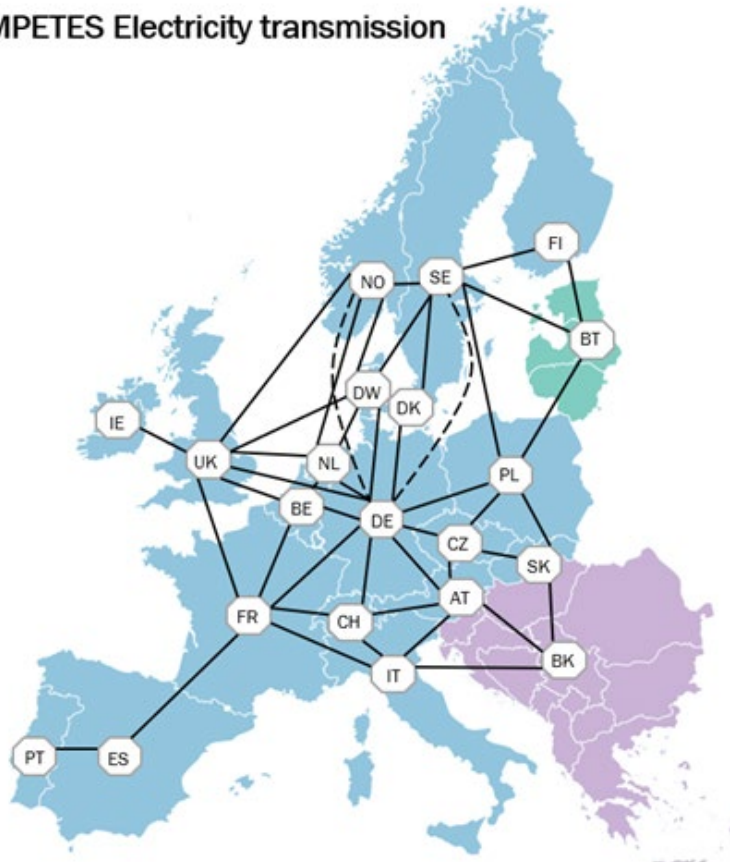 MPETES Electricity transmission
FI
NO
SE
BT
DW
DK
IE
UK
NL
PL
BE
DE
CZ
SK
AT
FR
CH
BK
IT
PT
ES